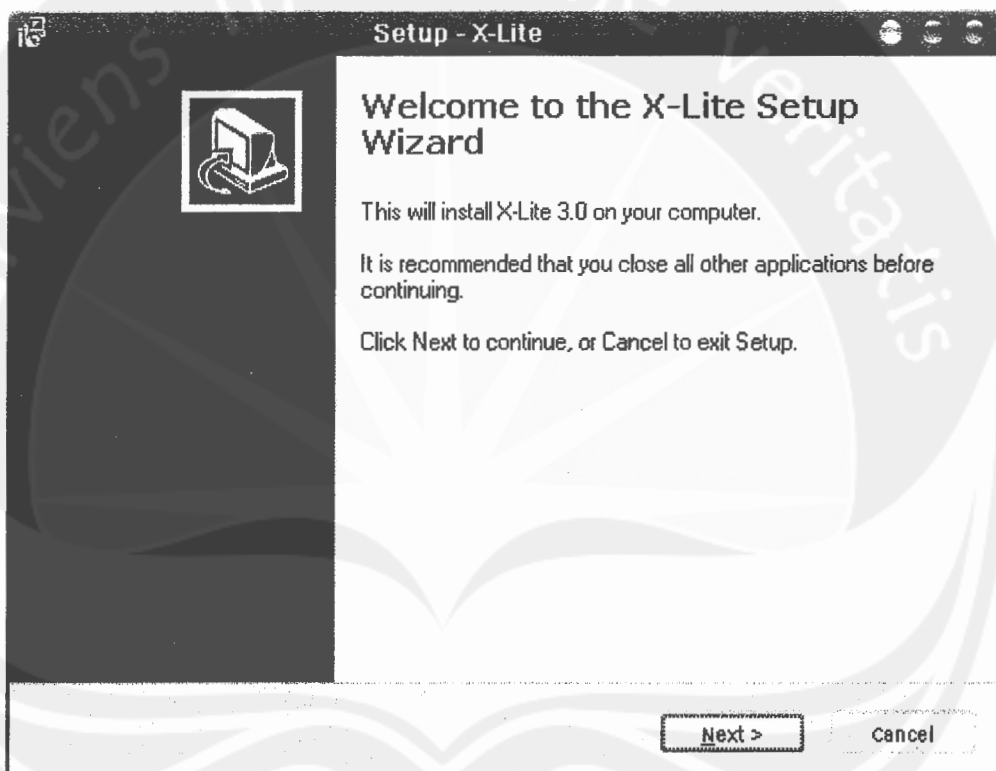 Setup - X-Lite
viens
veritatis
Welcome to the X-Lite Setup
Wizard
This will install X-Lite 3.0 on your computer.
It is recommended that you close all other applications before
continuing.
Click Next to continue, or Cancel to exit Setup.
Next >
Cancel